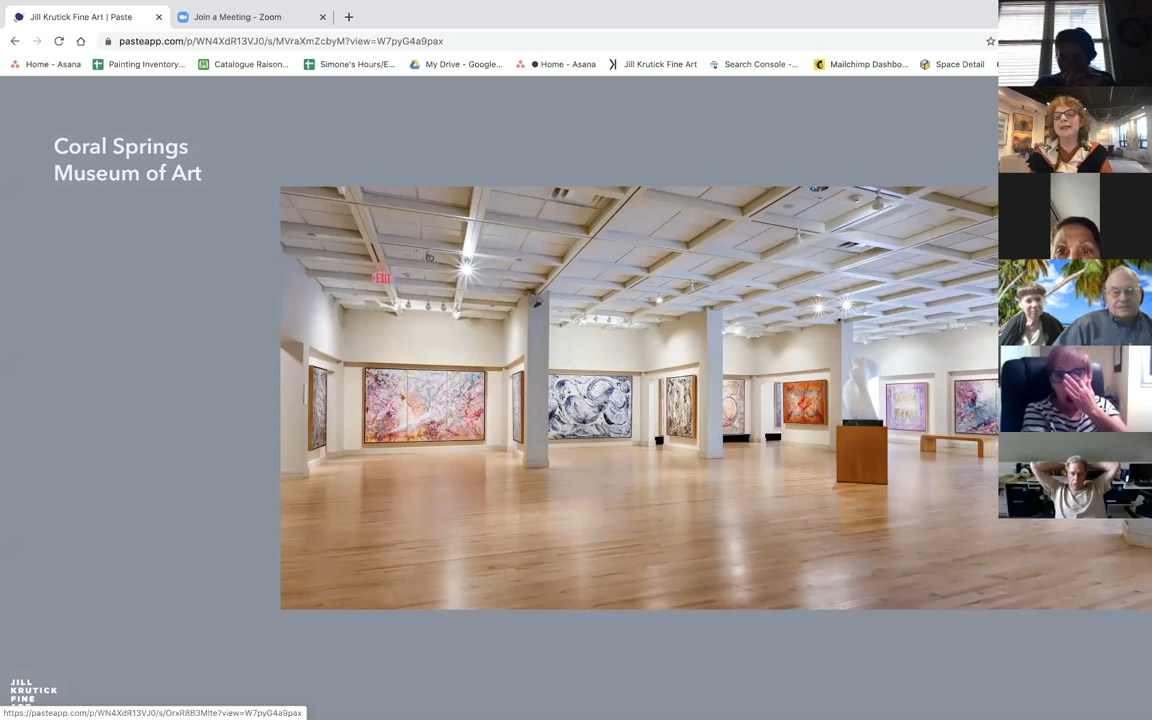 Jill Krutick Fine Art | Paste
Join a Meeting - Zoom
pasteapp.com/p/WN4XdR13VJ0/s/MVraXmZcbyM?view=W7pyG4a9pax
Home - Asana
Painting Inventory...
Catalogue Raison...
Simone's Hours/E...
My Drive - Google...
Home - Asana
Jill Krutick Fine Art
Search Console -...
Mailchimp Dashbo...
Space Detail
Coral Springs
Museum of Art
EXIT
JILL
KRUTICK
FINE
https://pasteapp.com/p/WN4XdR13VJ0/s/OrxR8B3Mlte?view=W7pyG4a9pax